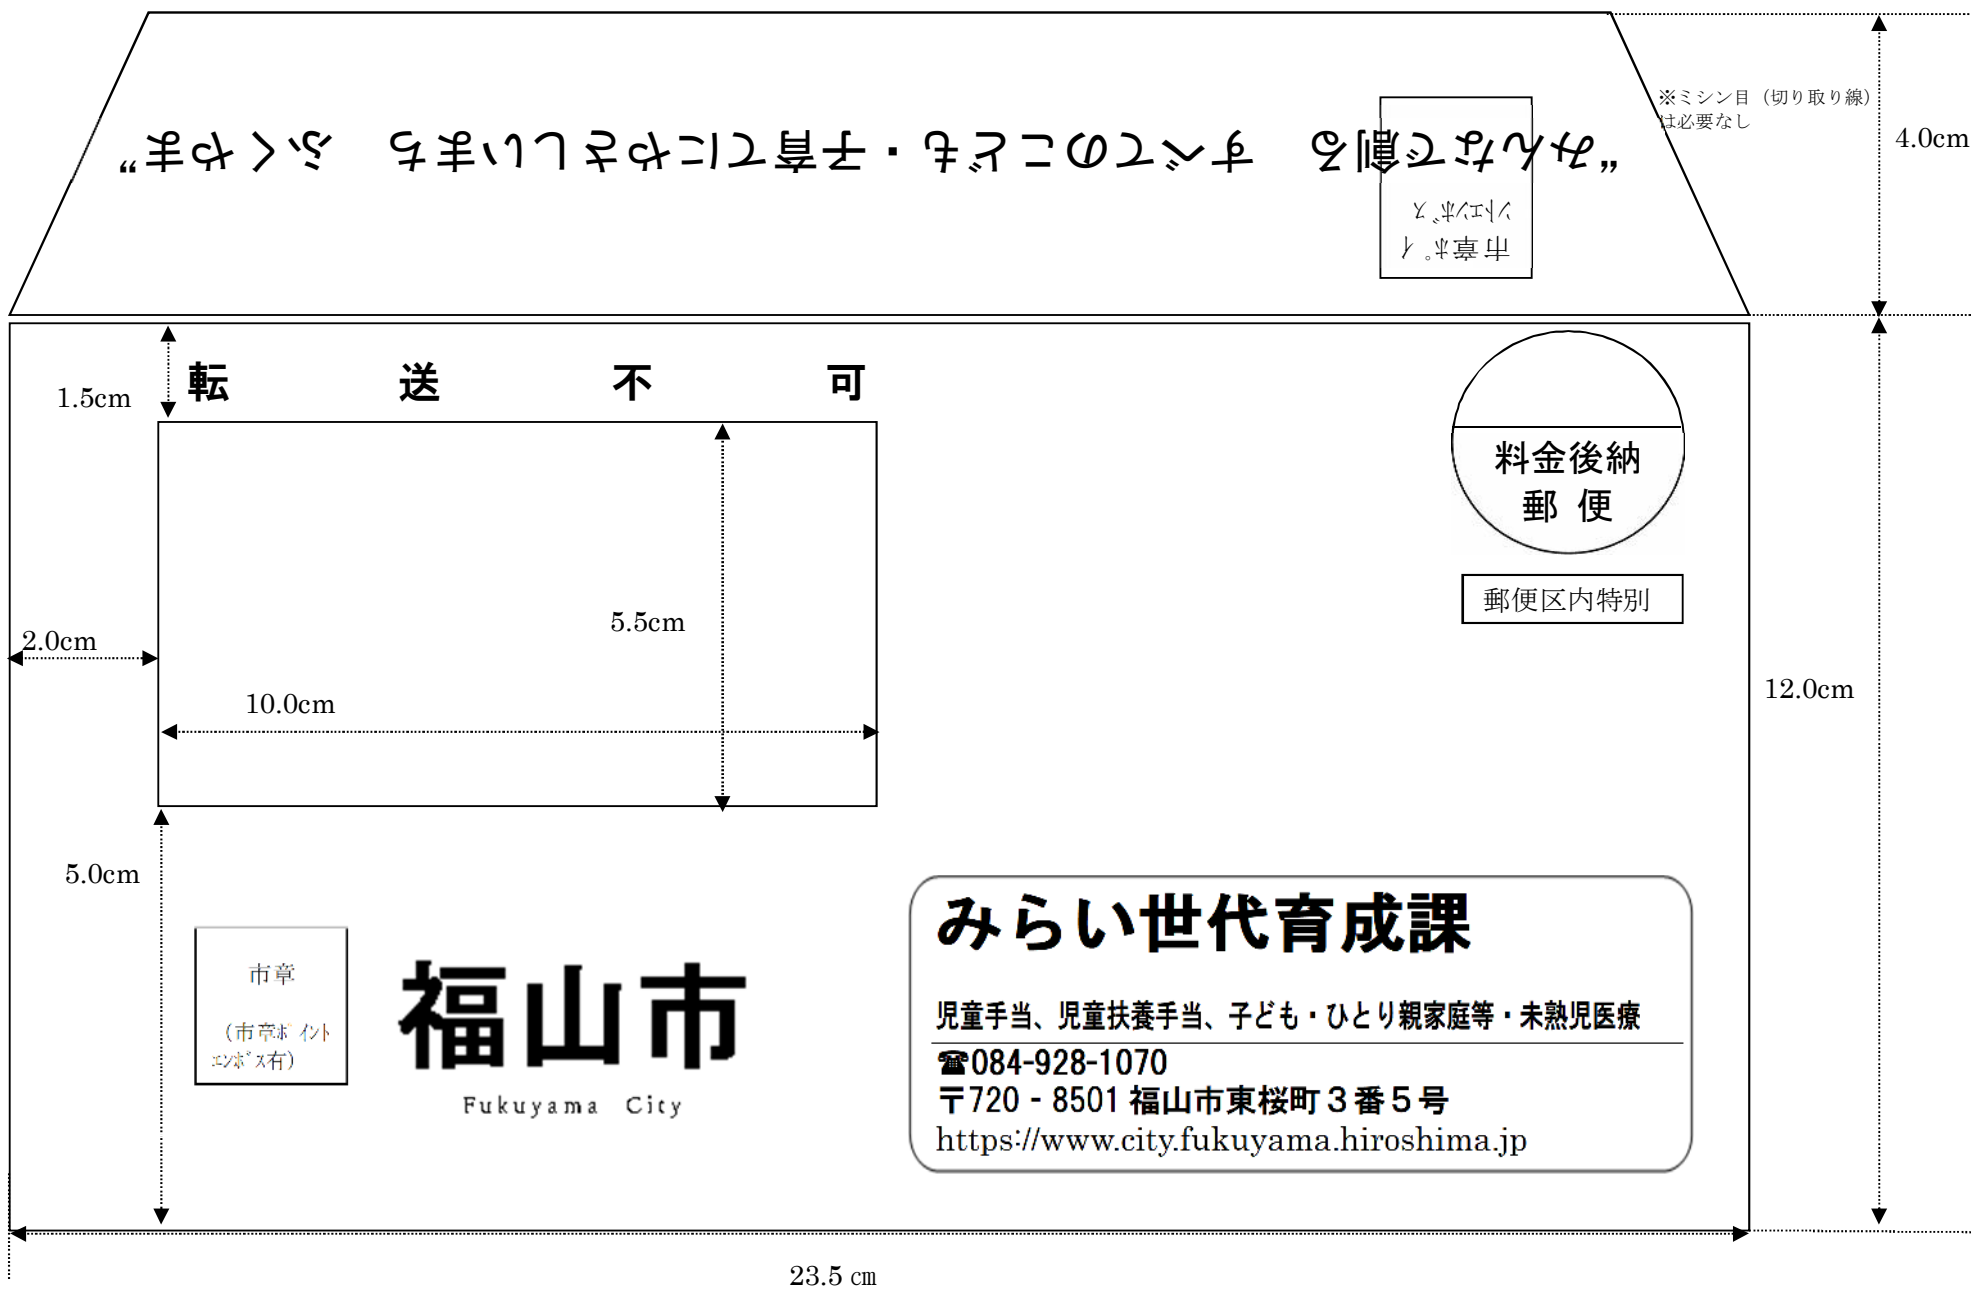 “みんなで創る　すべてのこども・子育てにやさしいまち　ふくやま”
※ミシン目（切り取り線）
は必要なし
4.0cm
市章ﾎﾟｲ
ﾝﾄｴﾝﾎﾞｽ
転送不可
1.5cm
料金後納
郵便
郵便区内特別
5.5cm
2.0cm
10.0cm
12.0cm
5.0cm
市章
（市章ﾎﾟｲﾝﾄ
ｴﾝﾎﾞｽ有）
福山市
Fukuyama City
みらい世代育成課
児童手当、児童扶養手当、子ども・ひとり親家庭等・未熟児医療
☎084-928-1070
〒720‐8501 福山市東桜町３番５号
https://www.city.fukuyama.hiroshima.jp
23.5㎝